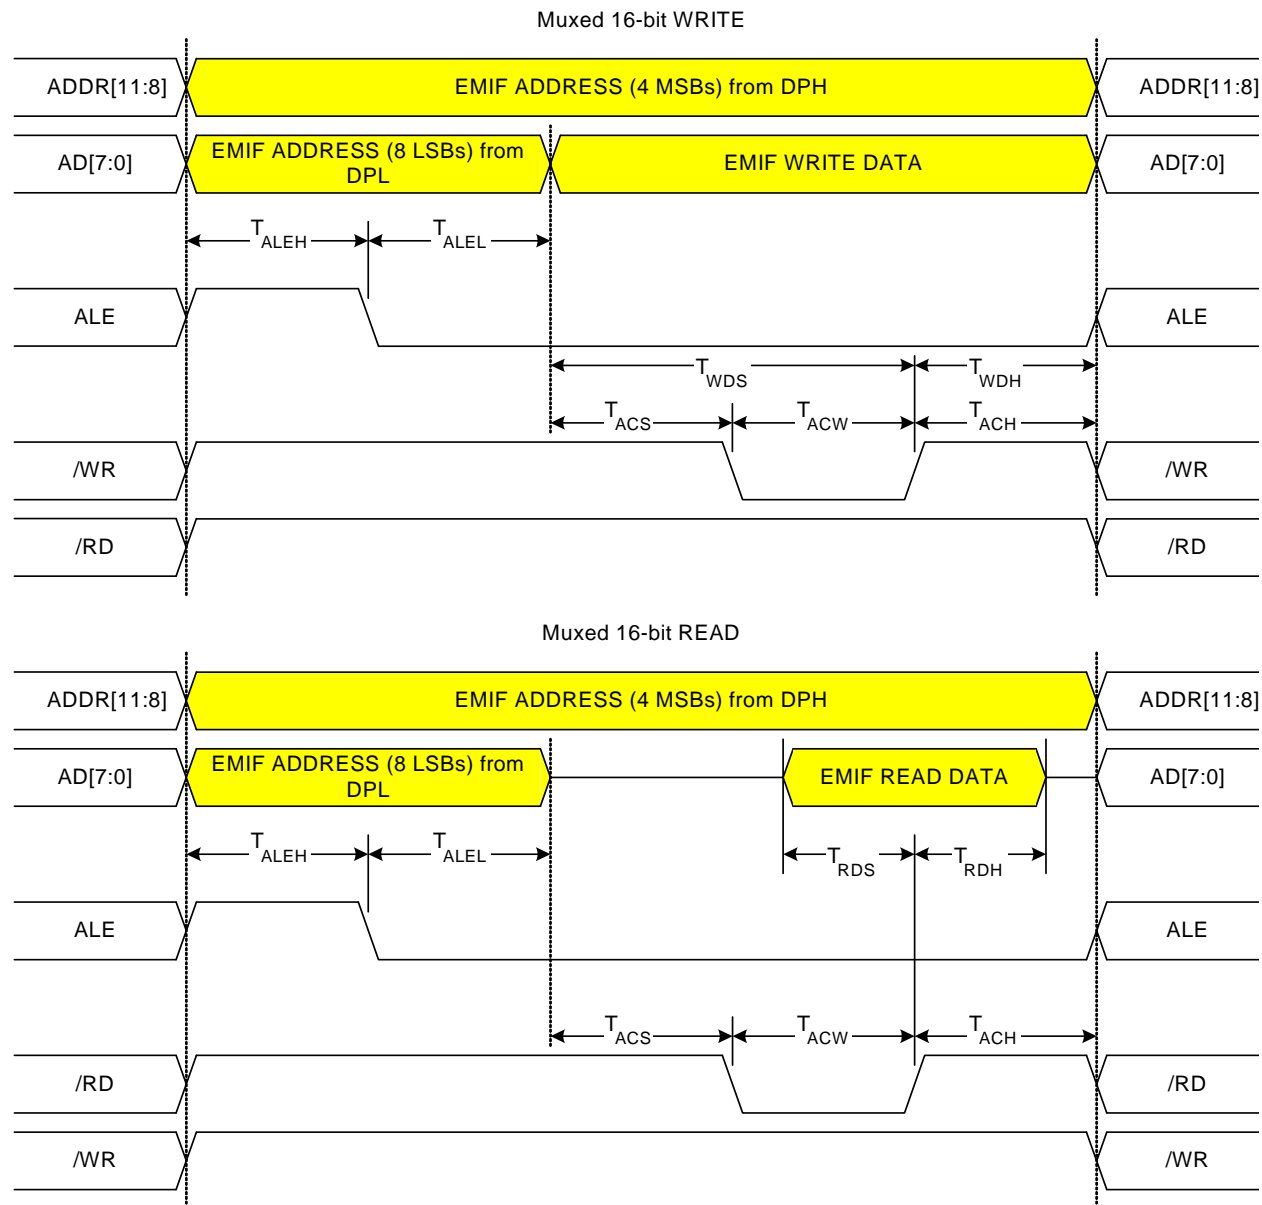 Muxed 16-bit WRITE
ADDR[11:8] EMIF ADDRESS (4 MSBs) from DPH ADDR[11:8]
AD[7:0] EMIF ADDRESS (8 LSBs) from DPL EMIF WRITE DATA AD[7:0]
TALEH TALEL
ALE ALE
TWDS TWDH
TACS TACW TACH
/WR /WR
/RD /RD
Muxed 16-bit READ
ADDR[11:8] EMIF ADDRESS (4 MSBs) from DPH ADDR[11:8]
AD[7:0] EMIF ADDRESS (8 LSBs) from DPL EMIF READ DATA AD[7:0]
TALEH TALEL TRDS TRDH
ALE ALE
TACS TACW TACH
/RD /RD
/WR /WR